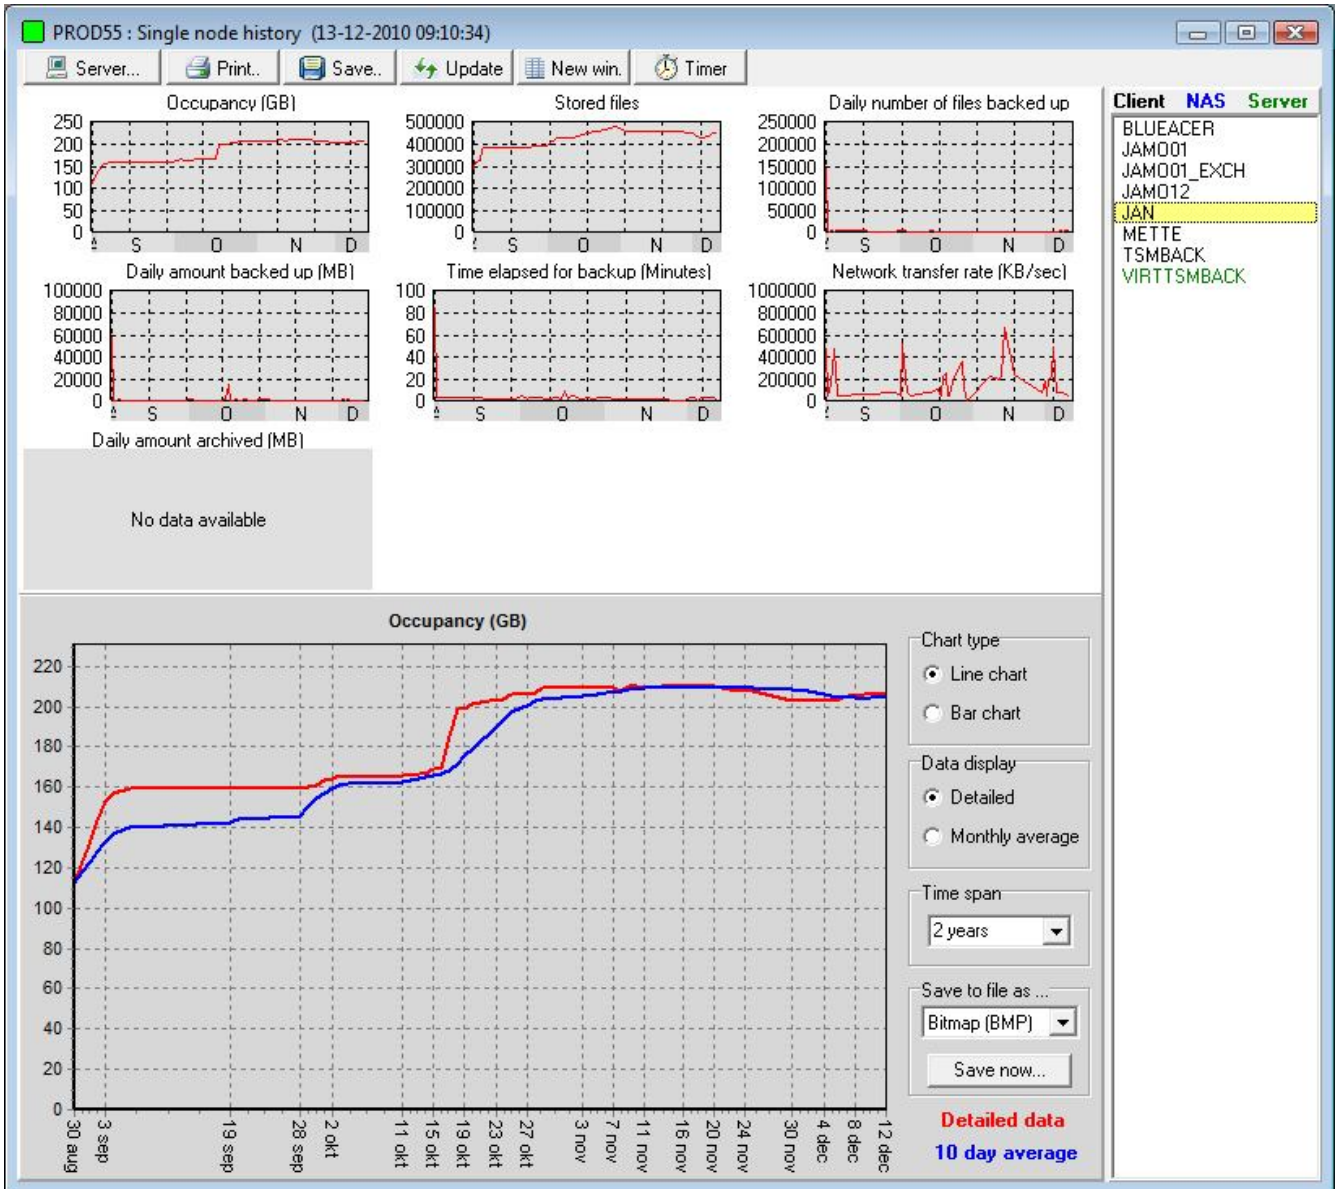 PROD55 : Single node history (13-12-2010 09:10:34)
Server... Print.. Save.. Update New win. Timer
Occupancy (GB)
250
200
150
100
50
0
S O N D
Stored files
500000
400000
300000
200000
100000
0
S O N D
Daily number of files backed up
250000
200000
150000
100000
50000
0
S O N D
Daily amount backed up (MB)
100000
80000
60000
40000
20000
0
S O N D
Time elapsed for backup (Minutes)
100
80
60
40
20
0
S O N D
Network transfer rate (KB/sec)
1000000
800000
600000
400000
200000
0
S O N D
Daily amount archived (MB)
No data available
Client NAS Server
BLUEACER
JAMO01
JAMO01_EXCH
JAMO12
JAN
METTE
TSMBACK
VIRTTSMBACK
Occupancy (GB)
220
200
180
160
140
120
100
80
60
40
20
0
30 aug 3 sep 19 sep 28 sep 2 okt 11 okt 15 okt 19 okt 23 okt 27 okt 3 nov 7 nov 11 nov 16 nov 20 nov 24 nov 30 nov 4 dec 8 dec 12 dec
Chart type
Line chart
Bar chart
Data display
Detailed
Monthly average
Time span
2 years
Save to file as ...
Bitmap (BMP)
Save now...
Detailed data
10 day average